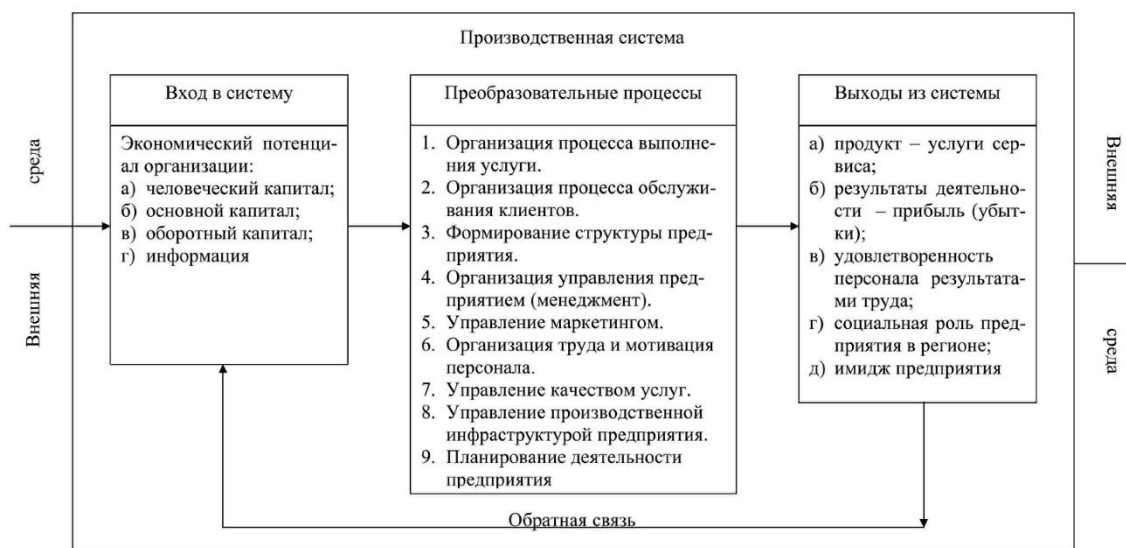 Производственная система
Вход в систему
Экономический потенци-
ал организации:
а) человеческий капитал;
б) основной капитал;
в) оборотный капитал;
г) информация
Преобразовательные процессы
1. Организация процесса выполне-
ния услуги.
2. Организация процесса обслужи-
вания клиентов.
3. Формирование структуры пред-
приятия.
4. Организация управления пред-
приятием (менеджмент).
5. Управление маркетингом.
6. Организация труда и мотивация
персонала.
7. Управление качеством услуг.
8. Управление производственной
инфраструктурой предприятия.
9. Планирование деятельности
предприятия
Выходы из системы
а) продукт – услуги сер-
виса;
б) результаты деятельно-
сти – прибыль (убыт-
ки);
в) удовлетворенность
персонала результата-
ми труда;
г) социальная роль пред-
приятия в регионе;
д) имидж предприятия
Обратная связь
Внешняя
среда
Внешняя
среда